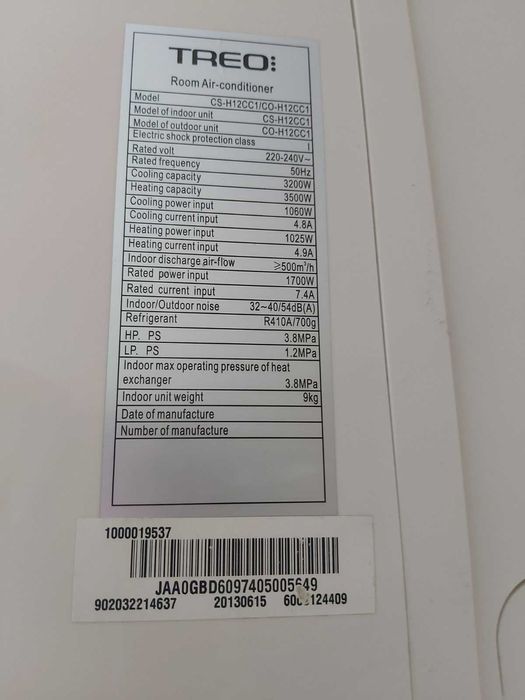 TREO
Room Air-conditioner
Model CS-H12CC1/CO-H12CC1
Model of indoor unit CS-H12CC1
Model of outdoor unit CO-H12CC1
Electric shock protection class I
Rated volt 220-240V~
Rated frequency 50Hz
Cooling capacity 3200W
Heating capacity 3500W
Cooling power input 1060W
Cooling current input 4.8A
Heating power input 1025W
Heating current input 4.9A
Indoor discharge air-flow ≥500m³/h
Rated power input 1700W
Rated current input 7.4A
Indoor/Outdoor noise 32~40/54dB(A)
Refrigerant R410A/700g
HP. PS 3.8MPa
LP. PS 1.2MPa
Indoor max operating pressure of heat
exchanger 3.8MPa
Indoor unit weight 9kg
Date of manufacture
Number of manufacture
1000019537
JAA0GBD6097405005649
902032214637 20130615